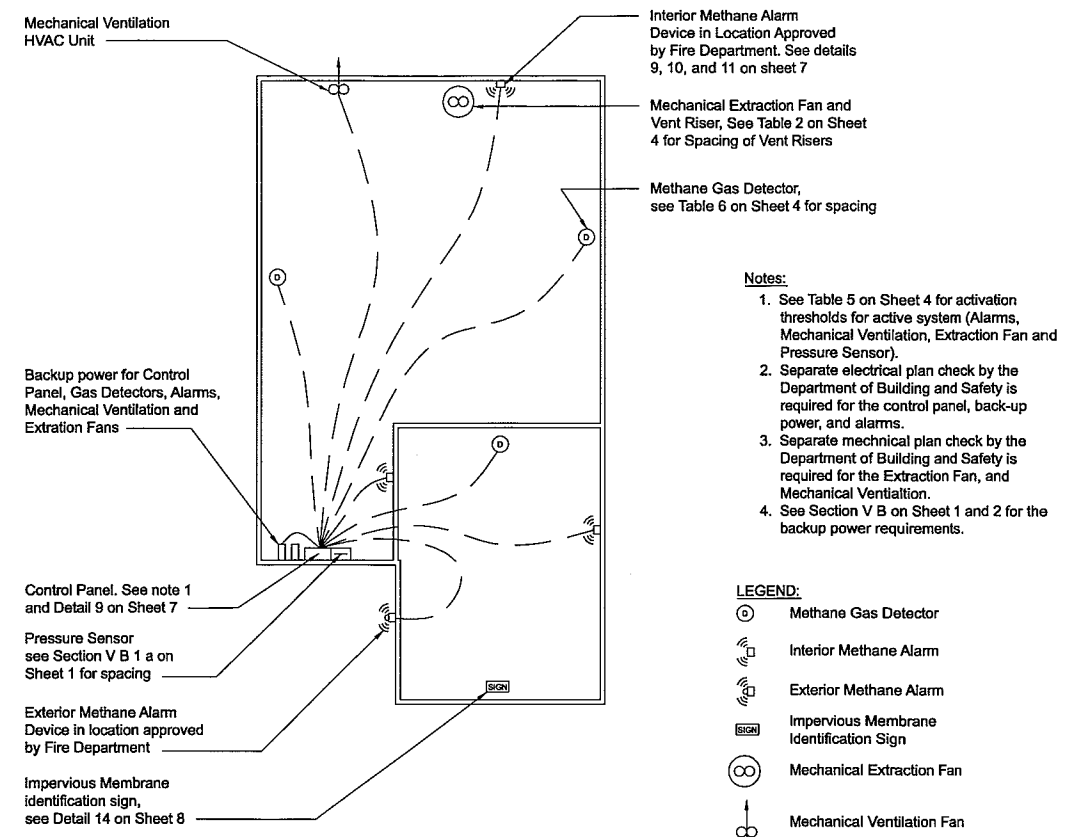 Mechanical Ventilation
HVAC Unit
Interior Methane Alarm
Device in Location Approved
by Fire Department. See details
9, 10, and 11 on sheet 7
Mechanical Extraction Fan and
Vent Riser, See Table 2 on Sheet
4 for Spacing of Vent Risers
Methane Gas Detector,
see Table 6 on Sheet 4 for spacing
D
D
D
Backup power for Control
Panel, Gas Detectors, Alarms,
Mechanical Ventilation and
Extration Fans
Control Panel. See note 1
and Detail 9 on Sheet 7
Pressure Sensor
see Section V B 1 a on
Sheet 1 for spacing
Exterior Methane Alarm
Device in location approved
by Fire Department
Impervious Membrane
identification sign,
see Detail 14 on Sheet 8
SIGN
Notes:
1. See Table 5 on Sheet 4 for activation
thresholds for active system (Alarms,
Mechanical Ventilation, Extraction Fan and
Pressure Sensor).
2. Separate electrical plan check by the
Department of Building and Safety is
required for the control panel, back-up
power, and alarms.
3. Separate mechnical plan check by the
Department of Building and Safety is
required for the Extraction Fan, and
Mechanical Ventialtion.
4. See Section V B on Sheet 1 and 2 for the
backup power requirements.
LEGEND:
D Methane Gas Detector
Interior Methane Alarm
Exterior Methane Alarm
SIGN Impervious Membrane
Identification Sign
Mechanical Extraction Fan
Mechanical Ventilation Fan